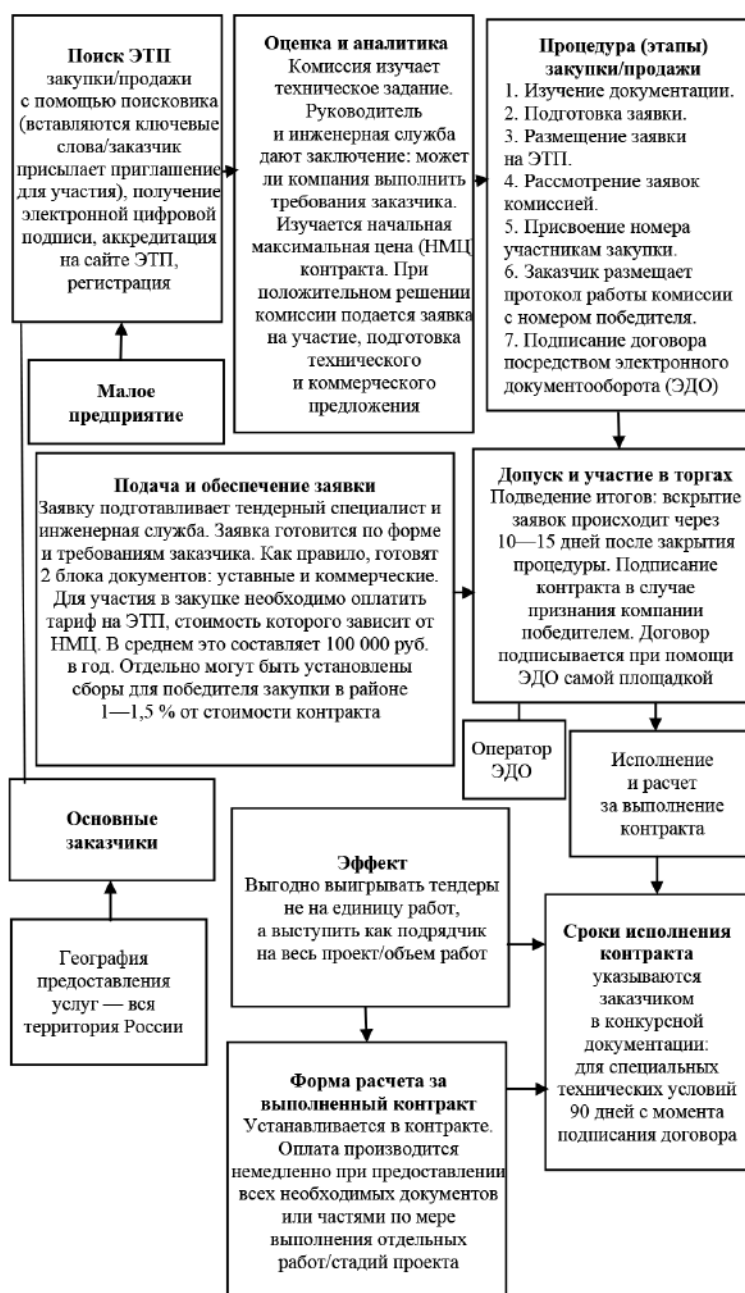 Поиск ЭТП
закупки/продажи
с помощью поисковика
(вставляются ключевые
слова/заказчик
присылает приглашение
для участия), получение
электронной цифровой
подписи, аккредитация
на сайте ЭТП,
регистрация
Оценка и аналитика
Комиссия изучает
техническое задание.
Руководитель
и инженерная служба
дают заключение: может
ли компания выполнить
требования заказчика.
Изучается начальная
максимальная цена (НМЦ)
контракта. При
положительном решении
комиссии подается заявка
на участие, подготовка
технического
и коммерческого
предложения
Процедура (этапы)
закупки/продажи
1. Изучение документации.
2. Подготовка заявки.
3. Размещение заявки
на ЭТП.
4. Рассмотрение заявок
комиссией.
5. Присвоение номера
участникам закупки.
6. Заказчик размещает
протокол работы комиссии
с номером победителя.
7. Подписание договора
посредством электронного
документооборота (ЭДО)
Малое
предприятие
Подача и обеспечение заявки
Заявку подготавливает тендерный специалист и
инженерная служба. Заявка готовится по форме
и требованиям заказчика. Как правило, готовят
2 блока документов: уставные и коммерческие.
Для участия в закупке необходимо оплатить
тариф на ЭТП, стоимость которого зависит от
НМЦ. В среднем это составляет 100 000 руб.
в год. Отдельно могут быть установлены
сборы для победителя закупки в районе
1—1,5 % от стоимости контракта
Допуск и участие в торгах
Подведение итогов: вскрытие
заявок происходит через
10—15 дней после закрытия
процедуры. Подписание
контракта в случае
признания компании
победителем. Договор
подписывается при помощи
ЭДО самой площадкой
Оператор
ЭДО
Исполнение
и расчет
за выполнение
контракта
Основные
заказчики
Эффект
Выгодно выигрывать тендеры
не на единицу работ,
а выступить как подрядчик
на весь проект/объем работ
География
предоставления
услуг — вся
территория России
Сроки исполнения
контракта
указываются
заказчиком
в конкурсной
документации:
для специальных
технических условий
90 дней с момента
подписания договора
Форма расчета за
выполненный контракт
Устанавливается в контракте.
Оплата производится
немедленно при предоставлении
всех необходимых документов
или частями по мере
выполнения отдельных
работ/стадий проекта